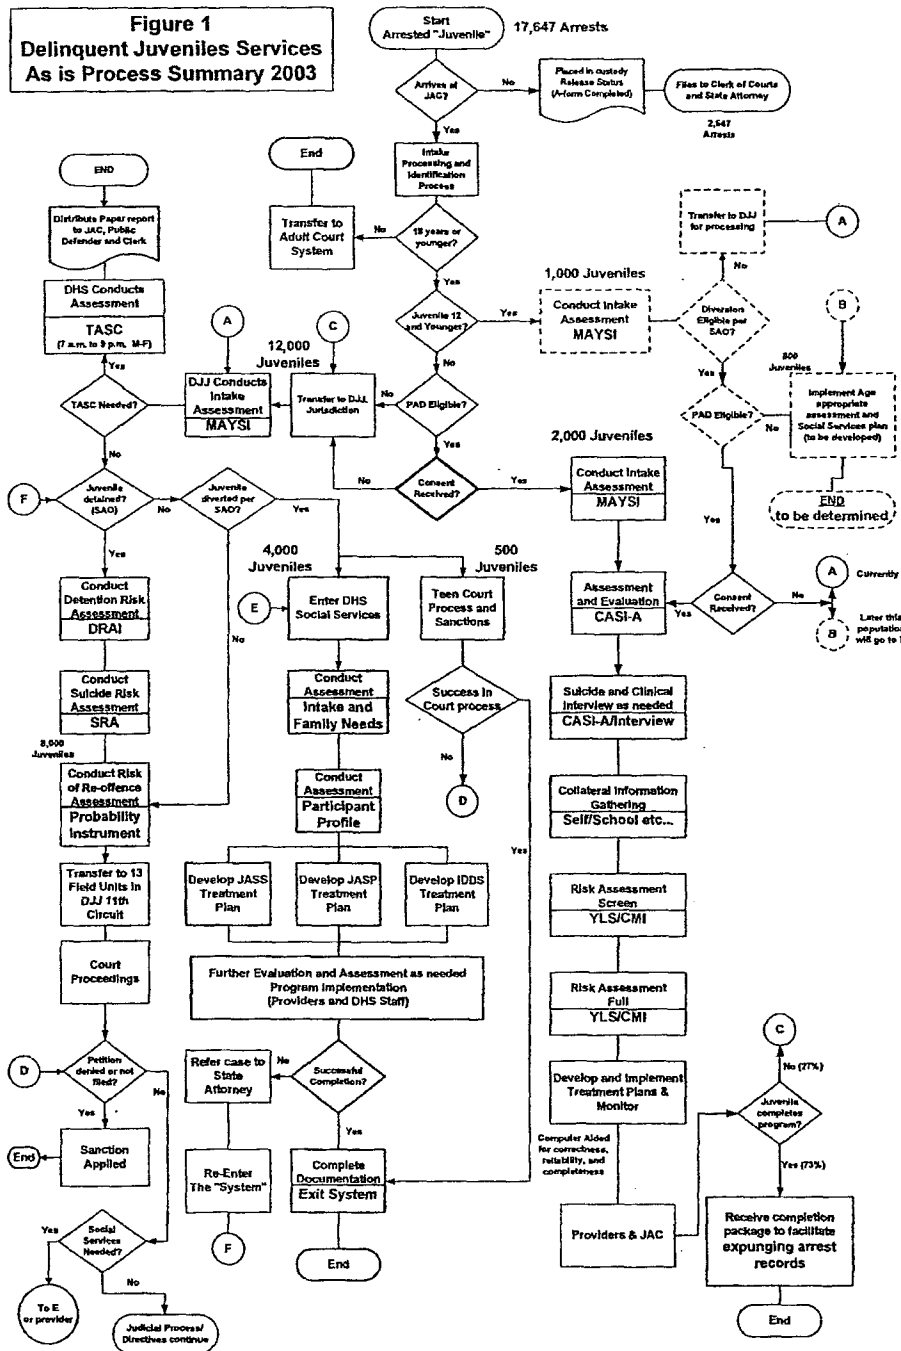 Figure 1
Delinquent Juveniles Services
As is Process Summary 2003
Start
Arrested "Juvenile"
17,647 Arrests
Arrives at
JAC?
No
Placed in custody
Release Status
(A-form Completed)
Files to Clerk of Courts
and State Attorney
2,647
Arrests
Yes
Intake
Processing and
Identification
Process
End
Transfer to
Adult Court
System
No
18 years or
younger?
Yes
END
Distribute Paper report
to JAC, Public
Defender and Clerk
DHS Conducts
Assessment
TASC
(7 a.m. to 9 p.m. M-F)
Yes
TASC Needed?
No
A
C
12,000
Juveniles
DJJ Conducts
Intake
Assessment
MAYSI
Transfer to DJJ
Jurisdiction
No
Juvenile 12
and Younger?
Yes
No
PAD Eligible?
Yes
Consent
Received?
No
Yes
1,000 Juveniles
Conduct Intake
Assessment
MAYSI
Transfer to DJJ
for processing
A
No
Diversion
Eligible per
SAO?
Yes
PAD Eligible?
No
Yes
B
Juveniles
Implement Age
appropriate
assessment and
Social Services plan
(to be developed)
END
to be determined
2,000 Juveniles
Conduct Intake
Assessment
MAYSI
Assessment
and Evaluation
CASI-A
Yes
Consent
Received?
No
A
Currently
B
Later this
population
will go to
F
Juvenile
detained?
(SAO)
No
Juvenile
diverted per
SAO?
Yes
No
Yes
Conduct
Detention Risk
Assessment
DRAI
Conduct
Suicide Risk
Assessment
SRA
8,000
Juveniles
Conduct Risk
of Re-offence
Assessment
Probability
Instrument
Transfer to 13
Field Units in
DJJ 11th
Circuit
Court
Proceedings
D
Petition
denied or not
filed?
No
Yes
Sanction
Applied
End
Social
Services
Needed?
Yes
No
To E
or provider
Judicial Process/
Directives continue
4,000
Juveniles
500
Juveniles
E
Enter DHS
Social Services
Teen Court
Process and
Sanctions
Conduct
Assessment
Intake and
Family Needs
Success in
Court process
No
D
Yes
Conduct
Assessment
Participant
Profile
Develop JASS
Treatment
Plan
Develop JASP
Treatment
Plan
Develop IDDS
Treatment
Plan
Further Evaluation and Assessment as needed
Program Implementation
(Providers and DHS Staff)
Refer case to
State
Attorney
No
Successful
Completion?
Yes
Re-Enter
The "System"
F
Complete
Documentation
Exit System
End
Suicide and Clinical
Interview as needed
CASI-A/Interview
Collateral Information
Gathering
Self/School etc...
Risk Assessment
Screen
YLS/CMI
Risk Assessment
Full
YLS/CMI
Develop and Implement
Treatment Plans &
Monitor
Computer Aided
for correctness,
reliability, and
completeness
Providers & JAC
C
No (27%)
Juvenile
completes
program?
Yes (73%)
Receive completion
package to facilitate
expunging arrest
records
End